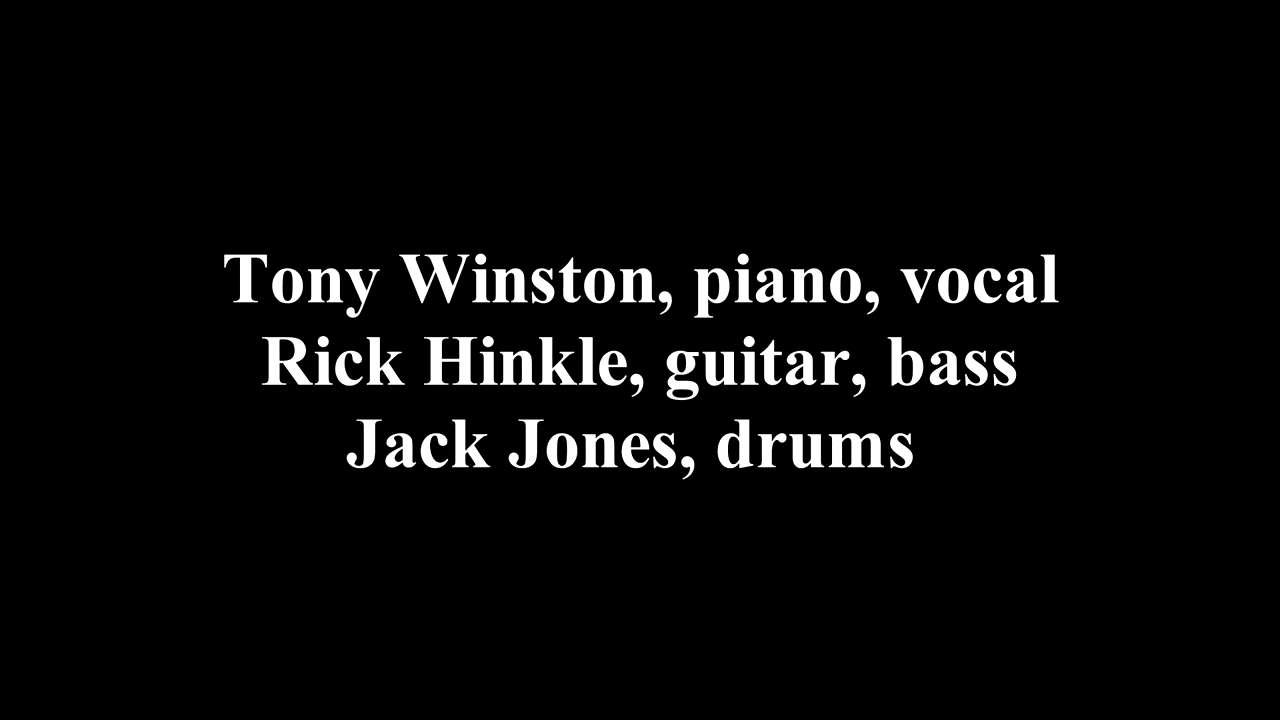 Tony Winston, piano, vocal
Rick Hinkle, guitar, bass
Jack Jones, drums